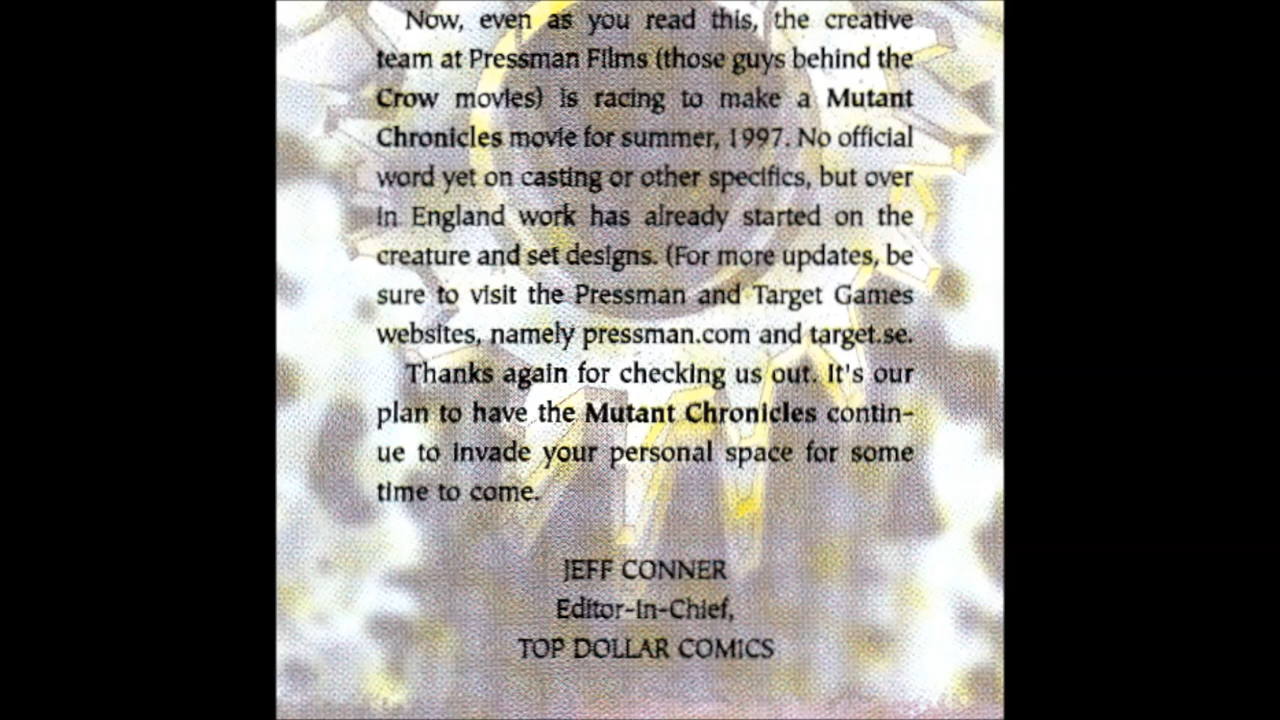 Now, even as you read this, the creative
team at Pressman Films (those guys behind the
Crow movies) is racing to make a Mutant
Chronicles movie for summer, 1997. No official
word yet on casting or other specifics, but over
in England work has already started on the
creature and set designs. (For more updates, be
sure to visit the Pressman and Target Games
websites, namely pressman.com and target.se.
Thanks again for checking us out. It's our
plan to have the Mutant Chronicles contin-
ue to invade your personal space for some
time to come.
JEFF CONNER
Editor-in-Chief,
TOP DOLLAR COMICS